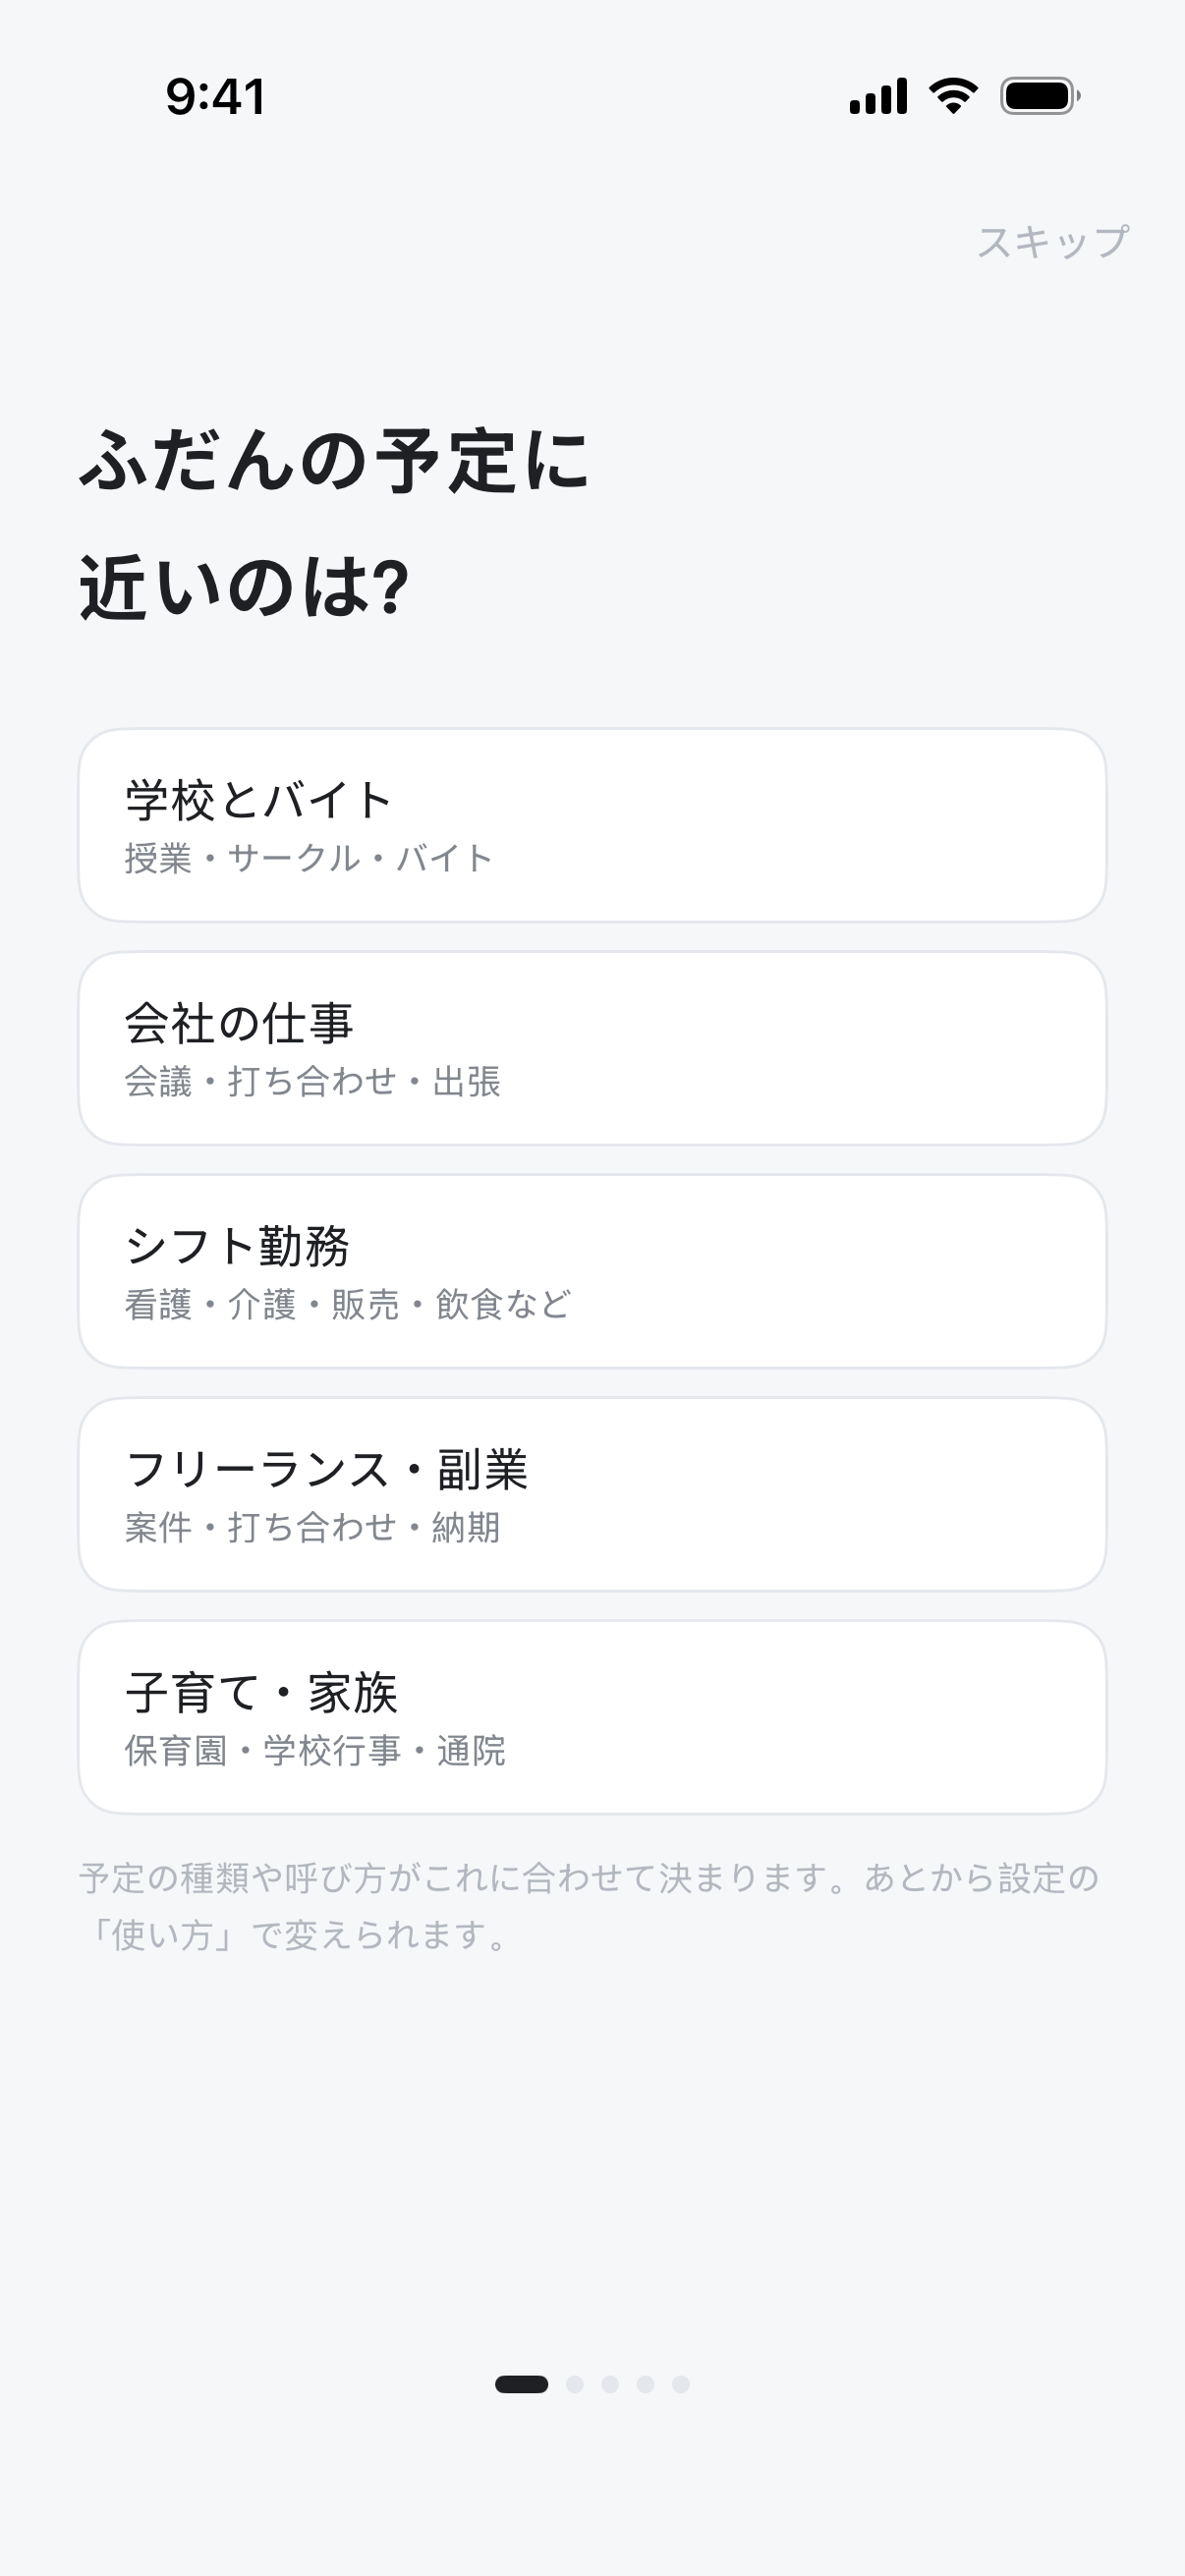 9:41
スキップ
ふだんの予定に
近いのは?
学校とバイト
授業・サークル・バイト
会社の仕事
会議・打ち合わせ・出張
シフト勤務
看護・介護・販売・飲食など
フリーランス・副業
案件・打ち合わせ・納期
子育て・家族
保育園・学校行事・通院
予定の種類や呼び方がこれに合わせて決まります。あとから設定の
「使い方」で変えられます。